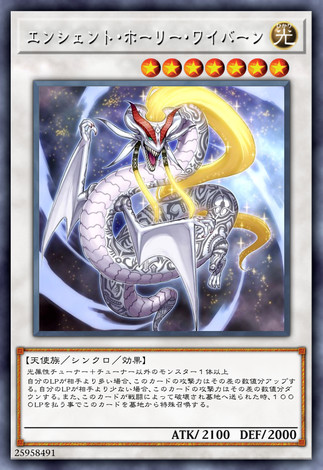 エンシェント・ホーリー・ワイバーン
光
【天使族／シンクロ／効果】
光属性チューナー＋チューナー以外のモンスター１体以上
自分のLPが相手より多い場合、このカードの攻撃力はその差の数値分アップす
る。自分のLPが相手より少ない場合、このカードの攻撃力はその差の数値分ダ
ウンする。また、このカードが戦闘によって破壊され墓地へ送られた時、１００
０LPを払う事でこのカードを墓地から特殊召喚する。
ATK/ 2100 DEF/2000
25958491